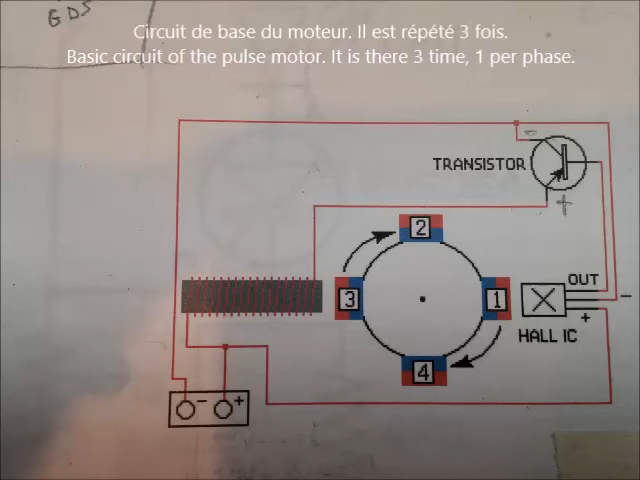 GDS
Circuit de base du moteur. Il est répété 3 fois.
Basic circuit of the pulse motor. It is there 3 time, 1 per phase.
-
TRANSISTOR
+
2
OUT
3
1
-
+
HALL IC
4
- +